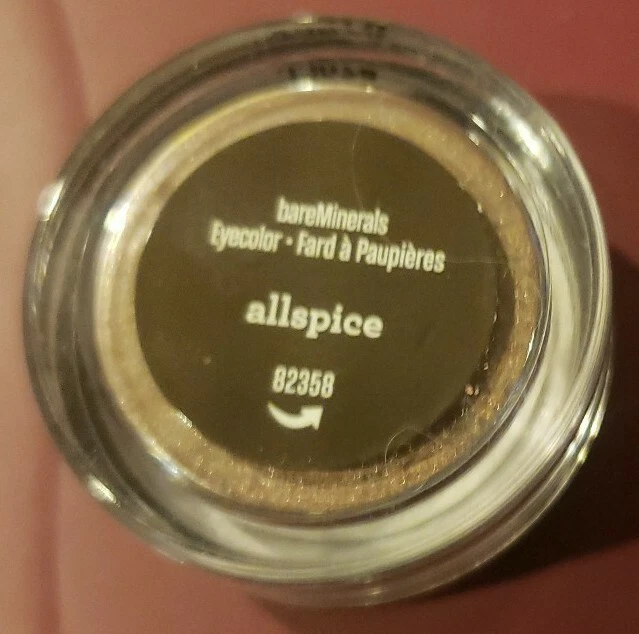 bareMinerals
Eyecolor · Fard à Paupières
allspice
82358